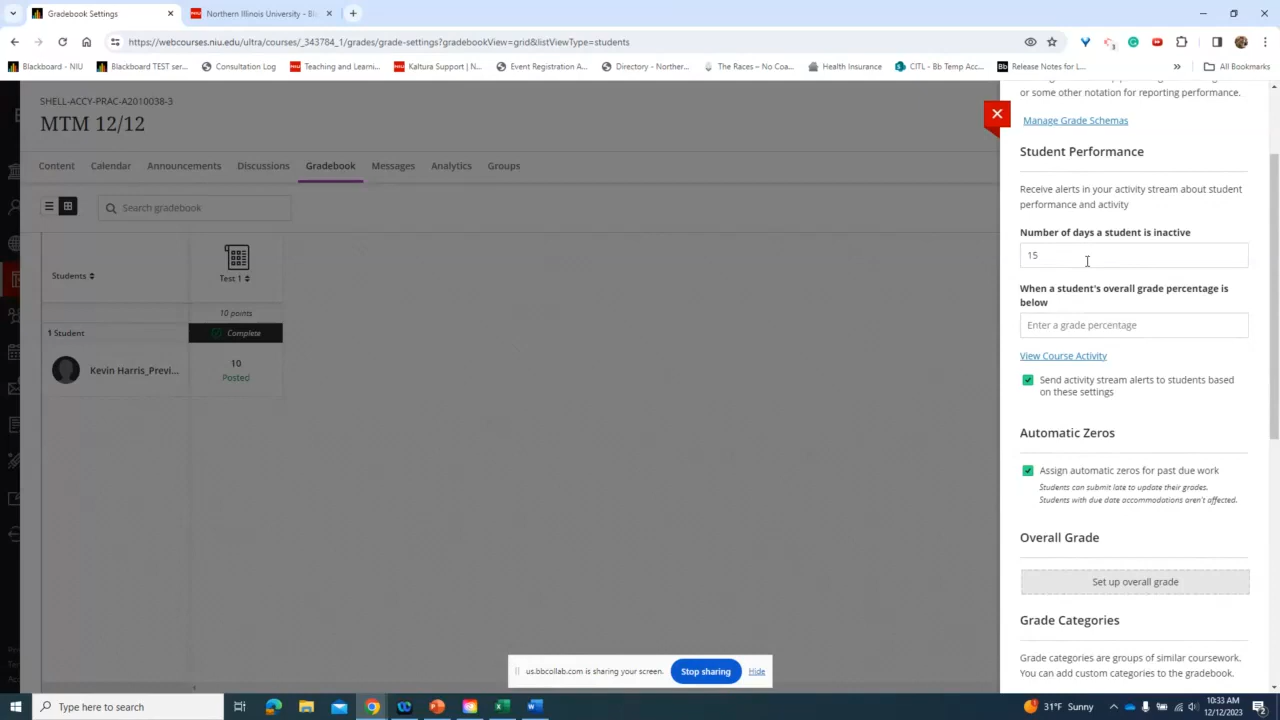 Gradebook Settings
Northern Illinois University - Bl
https://webcourses.niu.edu/ultra/courses/_343784_1/grades/grade-settings?gradebookView=grid&listViewType=students
Blackboard - NIU
Blackboard TEST ser...
Consultation Log
Teaching and Learni...
Kaltura Support | N...
Event Registration A...
Directory - Norther...
The Races – No Coa...
Health Insurance
CITL - Bb Temp Acc...
Release Notes for L...
All Bookmarks
SHELL-ACCY-PRAC-A2010038-3
MTM 12/12
Content
Calendar
Announcements
Discussions
Gradebook
Messages
Analytics
Groups
Search gradebook
Students
Test 1
10 points
1 Student
Complete
Kevin Harris_Previ...
10
Posted
or some other notation for reporting performance.
Manage Grade Schemas
Student Performance
Receive alerts in your activity stream about student
performance and activity
Number of days a student is inactive
15
When a student's overall grade percentage is
below
Enter a grade percentage
View Course Activity
Send activity stream alerts to students based
on these settings
Automatic Zeros
Assign automatic zeros for past due work
Students can submit late to update their grades.
Students with due date accommodations aren't affected.
Overall Grade
Set up overall grade
Grade Categories
Grade categories are groups of similar coursework.
You can add custom categories to the gradebook.
us.bbcollab.com is sharing your screen.
Stop sharing
Hide
Type here to search
31°F Sunny
10:33 AM
12/12/2023
2